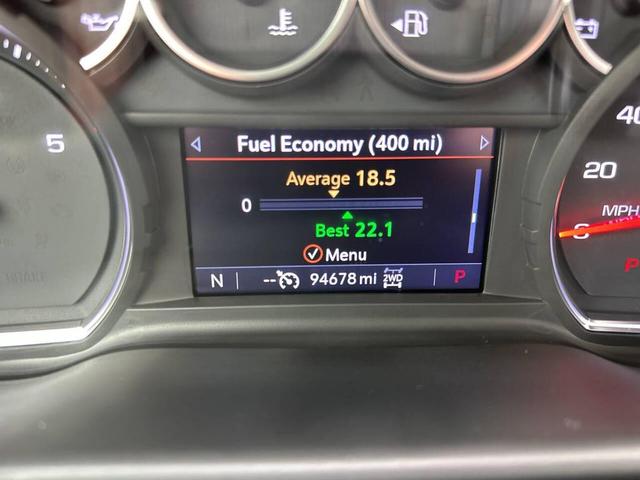 Fuel Economy (400 mi)
Average 18.5
0
Best 22.1
Menu
N -- 94678 mi 2WD P
5
40
20
MPH
P